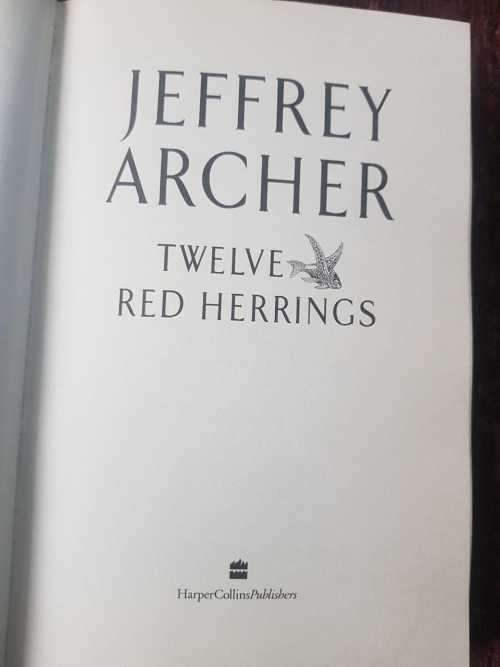 JEFFREY
ARCHER
TWELVE
RED HERRINGS
HarperCollinsPublishers